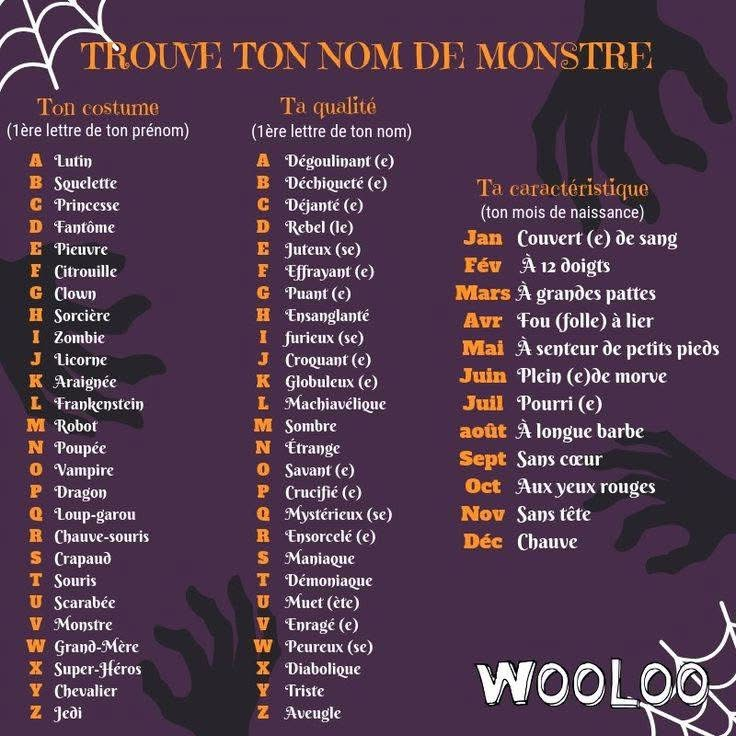 TROUVE TON NOM DE MONSTRE
Ton costume
(1ère lettre de ton prénom)
A Lutin
B Squelette
C Princesse
D Fantôme
E Pieuvre
F Citrouille
G Clown
H Sorcière
I Zombie
J Licorne
K Araignée
L Frankenstein
M Robot
N Poupée
O Vampire
P Dragon
Q Loup-garou
R Chauve-souris
S Crapaud
T Souris
U Scarabée
V Monstre
W Grand-Mère
X Super-Héros
Y Chevalier
Z Jedi
Ta qualité
(1ère lettre de ton nom)
A Dégoulinant (e)
B Déchiqueté (e)
C Déjanté (e)
D Rebel (le)
E Juteux (se)
F Effrayant (e)
G Puant (e)
H Ensanglanté
I furieux (se)
J Croquant (e)
K Globuleux (e)
L Machiavélique
M Sombre
N Étrange
O Savant (e)
P Crucifié (e)
Q Mystérieux (se)
R Ensorcelé (e)
S Maniaque
T Démoniaque
U Muet (ète)
V Enragé (e)
W Peureux (se)
X Diabolique
Y Triste
Z Aveugle
Ta caractéristique
(ton mois de naissance)
Jan Couvert (e) de sang
Fév À 12 doigts
Mars À grandes pattes
Avr Fou (folle) à lier
Mai À senteur de petits pieds
Juin Plein (e)de morve
Juil Pourri (e)
août À longue barbe
Sept Sans cœur
Oct Aux yeux rouges
Nov Sans tête
Déc Chauve
WOOLOO